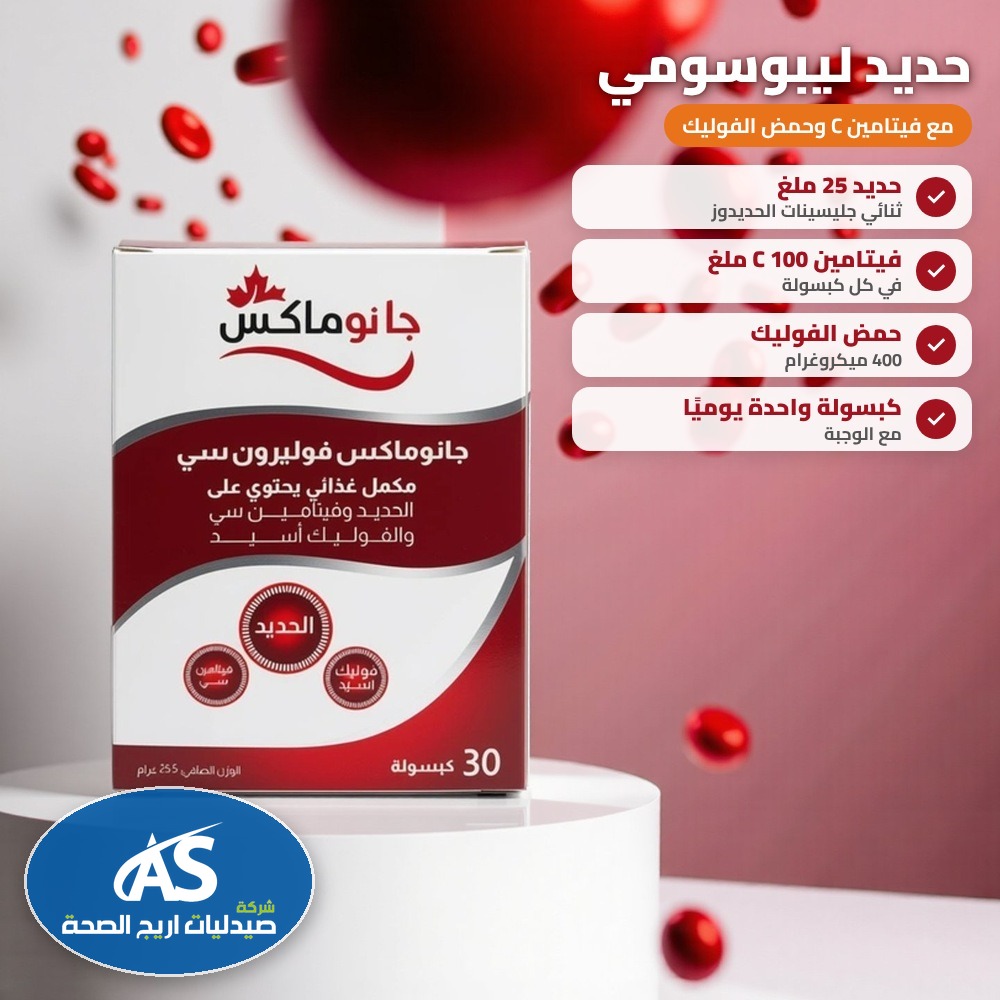 حديد ليبوسومي
مع فيتامين C وحمض الفوليك
حديد 25 ملغ
ثنائي جليسينات الحديدوز
فيتامين C 100 ملغ
في كل كبسولة
حمض الفوليك
400 ميكروغرام
كبسولة واحدة يوميًا
مع الوجبة
جانوماكس
جانوماكس فوليرون سي
مكمل غذائي يحتوي على
الحديد وفيتامين سي
والفوليك أسيد
الحديد
فيتامين
سي
فوليك
اسيد
30 كبسولة
الوزن الصافي: 25.5 غرام
AS
شركة
صيدليات اريج الصحة